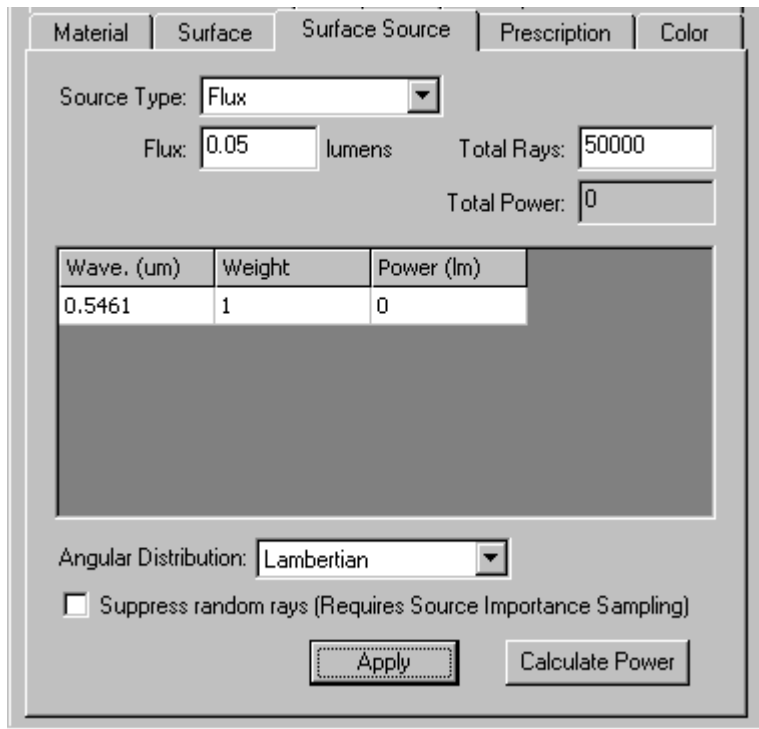 Material Surface Surface Source Prescription Color
Source Type: Flux
Flux: 0.05 lumens Total Rays: 50000
Total Power: 0
Wave. (um) Weight Power (lm)
0.5461 1 0
Angular Distribution: Lambertian
Suppress random rays (Requires Source Importance Sampling)
Apply Calculate Power